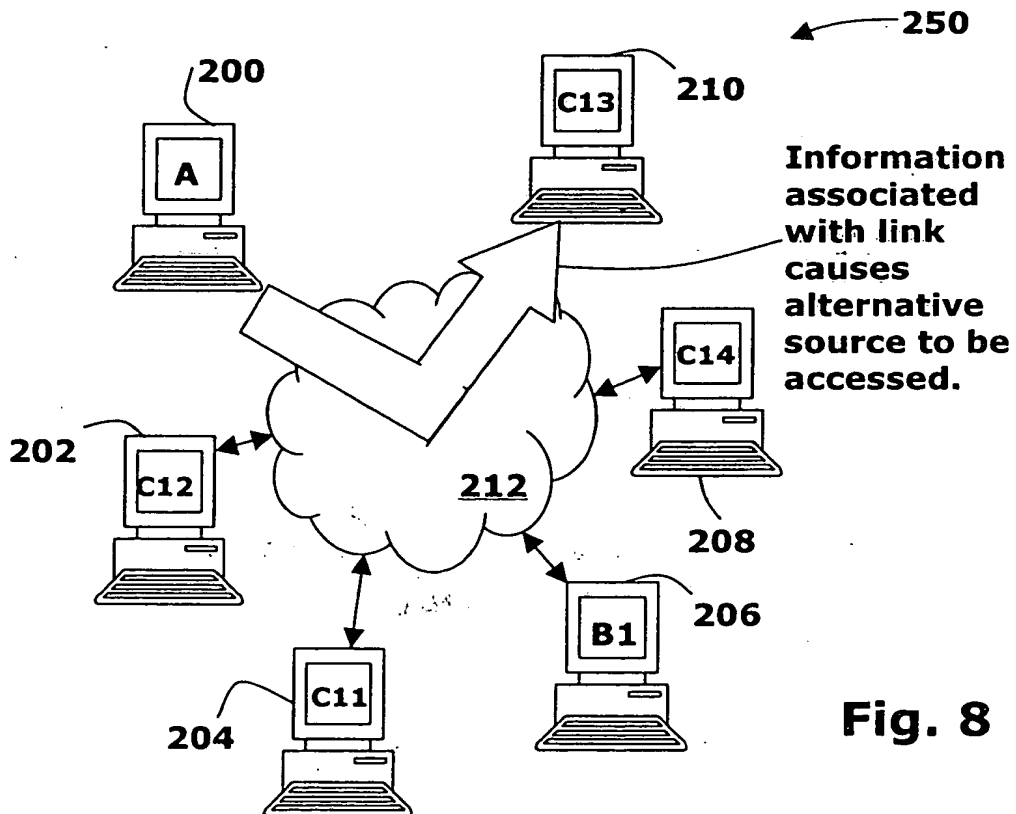 250
200
210
C13
A
Information
associated
with link
causes
alternative
source to be
accessed.
C14
202
C12
212
208
206
B1
C11
204
Fig. 8